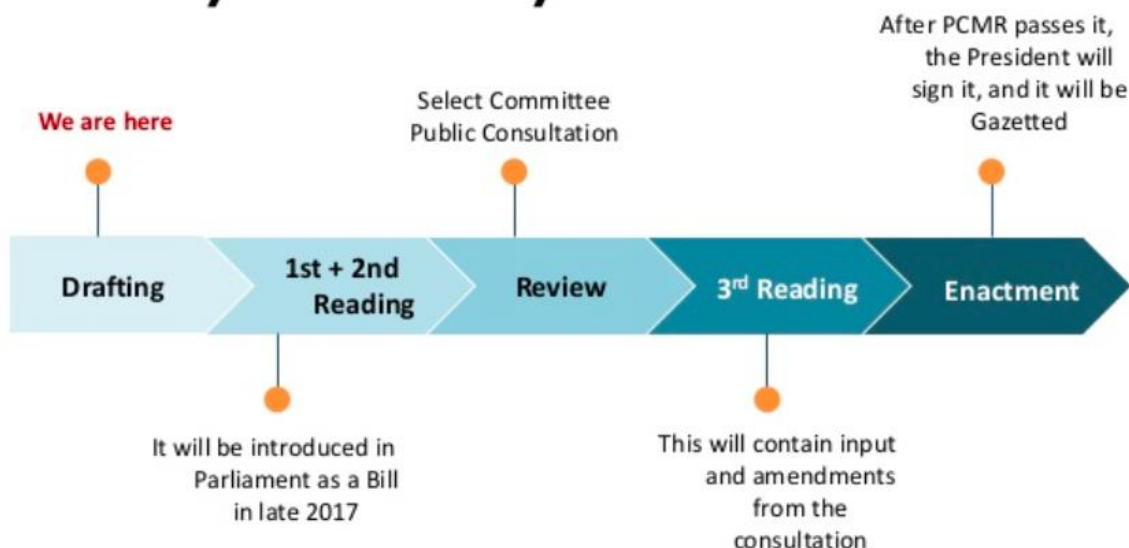 We are here
Select Committee
Public Consultation
After PCMR passes it,
the President will
sign it, and it will be
Gazetted
Drafting
1st + 2nd
Reading
Review
3rd Reading
Enactment
It will be introduced in
Parliament as a Bill
in late 2017
This will contain input
and amendments
from the
consultation